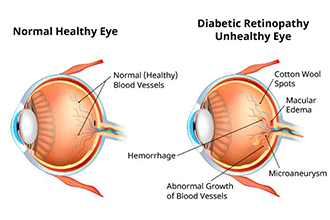 Normal Healthy Eye
Diabetic Retinopathy
Unhealthy Eye
Normal (Healthy)
Blood Vessels
Cotton Wool
Spots
Macular
Edema
Hemorrhage
Microaneurysm
Abnormal Growth
of Blood Vessels